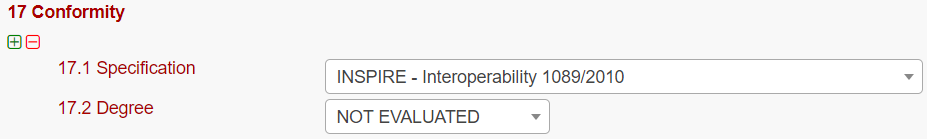 17 Conformity
17.1 Specification
INSPIRE - Interoperability 1089/2010
17.2 Degree
NOT EVALUATED